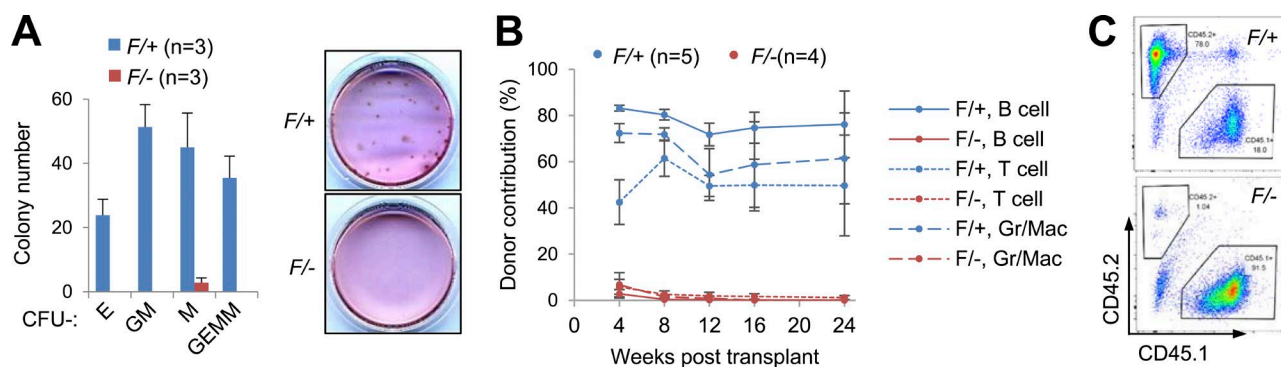 A
F/+ (n=3)
F/- (n=3)
60
40
20
0
Colony number
CFU-:
E
GM
M
GEMM
F/+
F/-
B
F/+ (n=5)
F/-(n=4)
100
80
60
40
20
0
Donor contribution (%)
0
4
8
12
16
20
24
Weeks post transplant
F/+, B cell
F/-, B cell
F/+, T cell
F/-, T cell
F/+, Gr/Mac
F/-, Gr/Mac
C
F/+
CD45.2+
78.0
CD45.1+
18.0
F/-
CD45.2+
1.04
CD45.1+
91.5
CD45.2
CD45.1